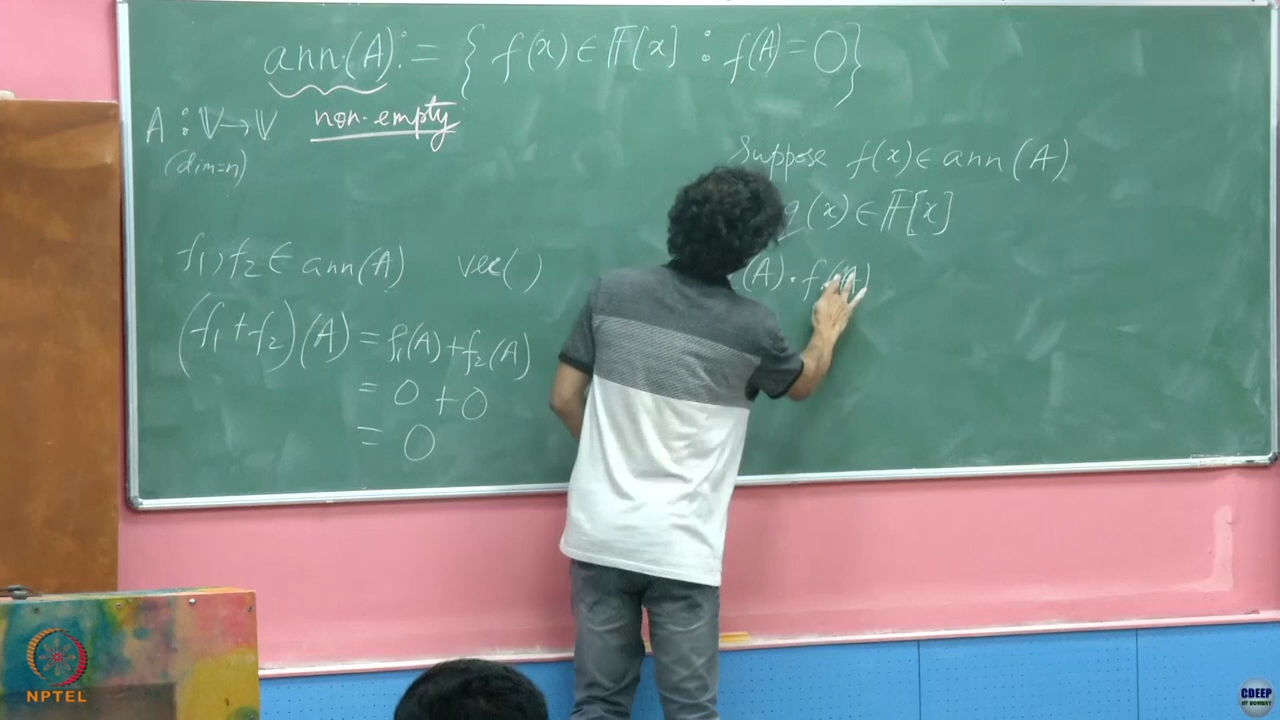 ann(A) := { f(x) ∈ 𝔽[x] : f(A) = 0 }
A : 𝕍 → 𝕍 non-empty
(dim=n)
f₁, f₂ ∈ ann(A) vec( )
(f₁ + f₂)(A) = f₁(A) + f₂(A)
= 0 + 0
= 0
Suppose f(x) ∈ ann(A)
g(x) ∈ 𝔽[x]
(A) · f(A)
NPTEL
CDEEP
IIT BOMBAY